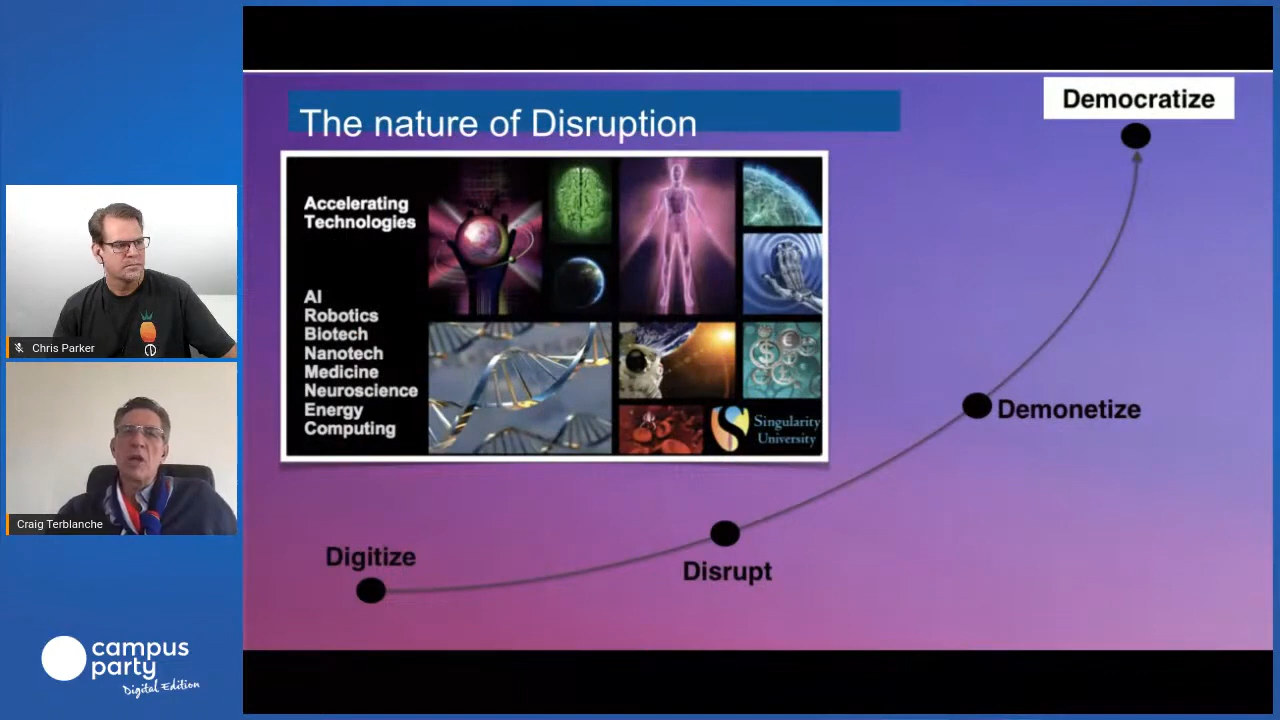 The nature of Disruption
Democratize
Accelerating
Technologies
AI
Robotics
Biotech
Nanotech
Medicine
Neuroscience
Energy
Computing
Singularity
University
Demonetize
Disrupt
Digitize
Chris Parker
Craig Terblanche
campus
party
Digital Edition